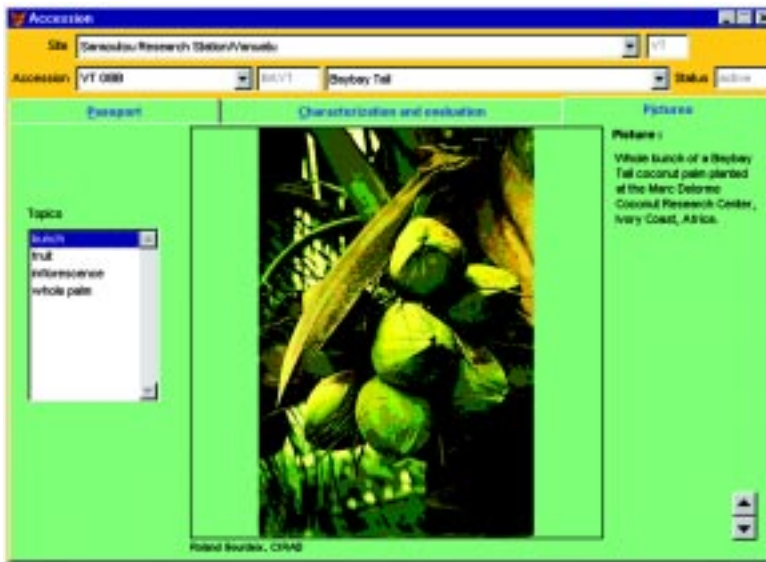 Accession
Site Saraoutou Research Station/Vanuatu VT
Accession VT 08B Baybay Tall Status Active
Passport Characterization and evaluation Pictures
Picture :
Whole bunch of a Baybay
Tall coconut palm planted
at the Marc Delorme
Coconut Research Center,
Ivory Coast, Africa.
Topics
bunch
fruit
inflorescence
whole palm
Roland Bourdeix, CIRAD